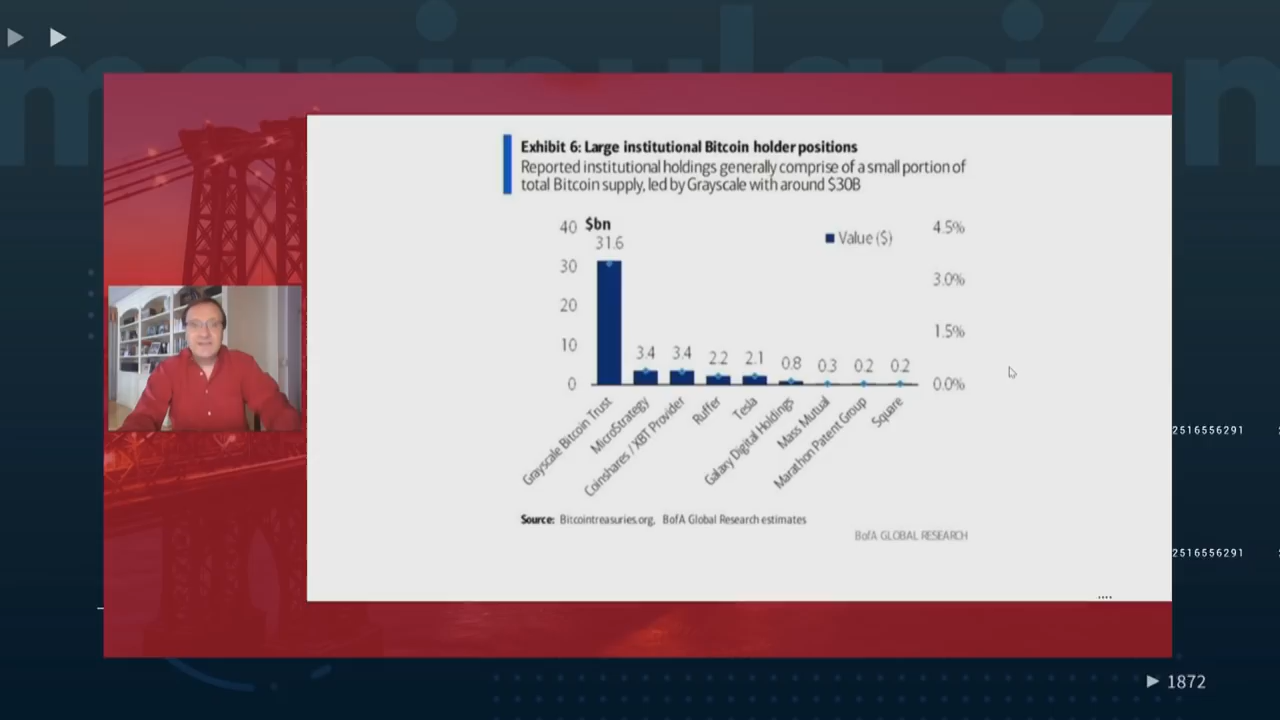 manipulación
Exhibit 6: Large institutional Bitcoin holder positions
Reported institutional holdings generally comprise of a small portion of
total Bitcoin supply, led by Grayscale with around $30B
40 $bn
31.6
Value ($)
4.5%
30
3.0%
20
1.5%
10
3.4 3.4 2.2 2.1 0.8 0.3 0.2 0.2
0
0.0%
Grayscale Bitcoin Trust
MicroStrategy
Coinshares / XBT Provider
Ruffer
Tesla
Galaxy Digital Holdings
Mass Mutual
Marathon Patent Group
Square
Source: Bitcointreasuries.org, BofA Global Research estimates
BofA GLOBAL RESEARCH
....
2516556291
2516556291
1872